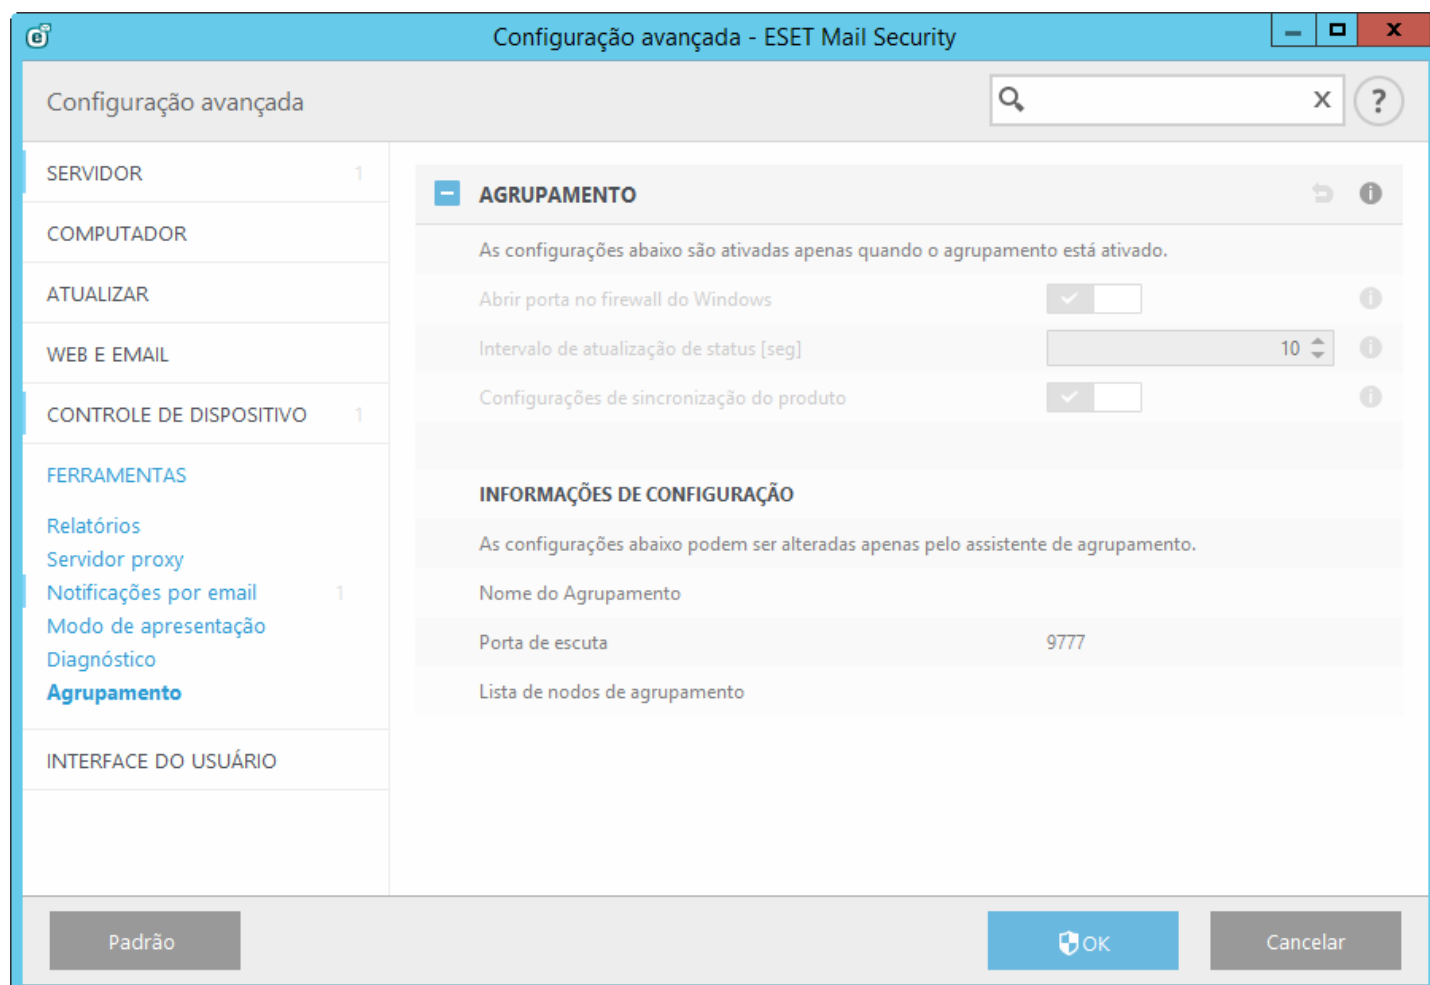 Configuração avançada - ESET Mail Security
Configuração avançada
SERVIDOR 1
COMPUTADOR
ATUALIZAR
WEB E EMAIL
CONTROLE DE DISPOSITIVO 1
FERRAMENTAS
Relatórios
Servidor proxy
Notificações por email 1
Modo de apresentação
Diagnóstico
Agrupamento
INTERFACE DO USUÁRIO
AGRUPAMENTO
As configurações abaixo são ativadas apenas quando o agrupamento está ativado.
Abrir porta no firewall do Windows
Intervalo de atualização de status [seg] 10
Configurações de sincronização do produto
INFORMAÇÕES DE CONFIGURAÇÃO
As configurações abaixo podem ser alteradas apenas pelo assistente de agrupamento.
Nome do Agrupamento
Porta de escuta 9777
Lista de nodos de agrupamento
Padrão
OK
Cancelar